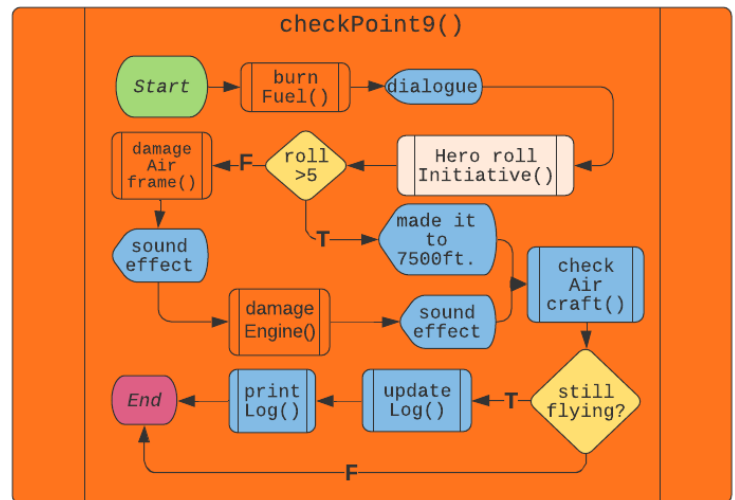 checkPoint9()
Start
burn
Fuel()
dialogue
Hero roll
Initiative()
roll
>5
F
damage
Air
frame()
T
made it
to
7500ft.
sound
effect
damage
Engine()
sound
effect
check
Air
craft()
still
flying?
T
update
Log()
print
Log()
End
F